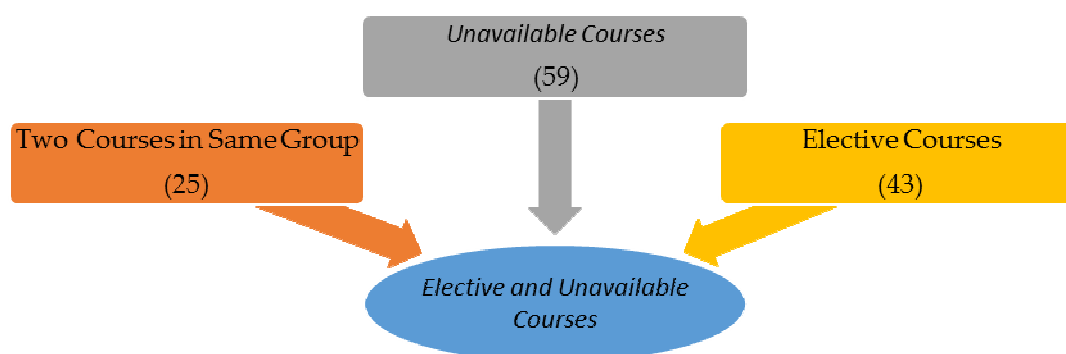 Unavailable Courses
(59)
Two Courses in Same Group
(25)
Elective Courses
(43)
Elective and Unavailable
Courses